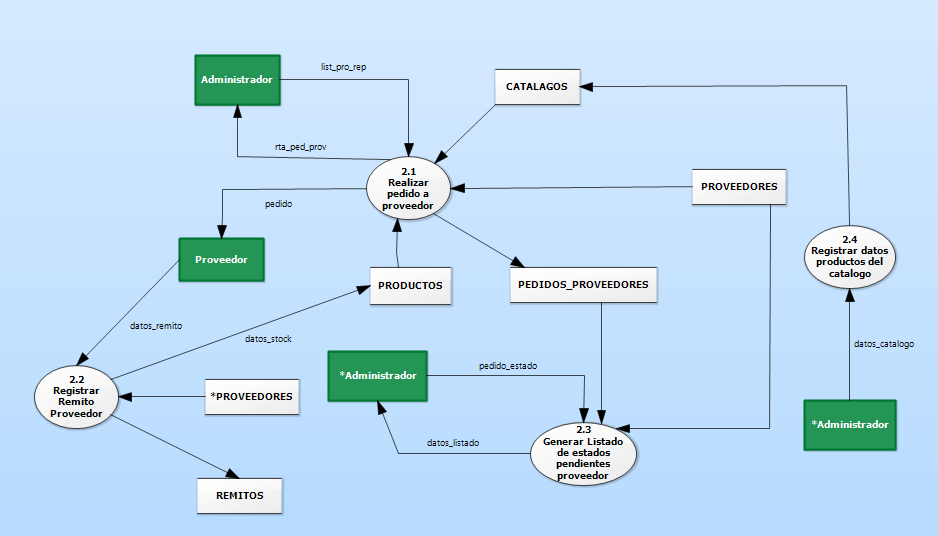 list_pro_rep
Administrador
CATALAGOS
rta_ped_prov
2.1
Realizar
pedido a
proveedor
PROVEEDORES
pedido
2.4
Registrar datos
productos del
catalogo
Proveedor
PRODUCTOS
PEDIDOS_PROVEEDORES
datos_remito
datos_stock
datos_catalogo
*Administrador
pedido_estado
2.2
Registrar
Remito
Proveedor
*PROVEEDORES
*Administrador
datos_listado
2.3
Generar Listado
de estados
pendientes
proveedor
REMITOS